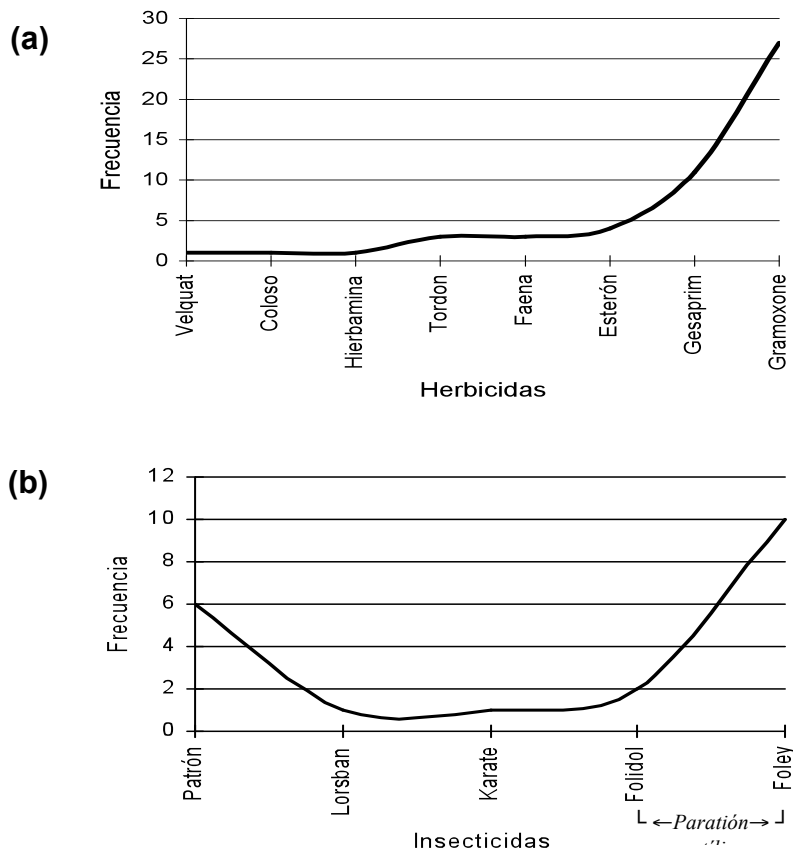 (a)
30
25
20
15
10
5
0
Frecuencia
Velquat
Coloso
Hierbamina
Tordon
Faena
Esterón
Gesaprim
Gramoxone
Herbicidas
(b)
12
10
8
6
4
2
0
Frecuencia
Patrón
Lorsban
Karate
Folidol
Foley
←Paratión→
Insecticidas